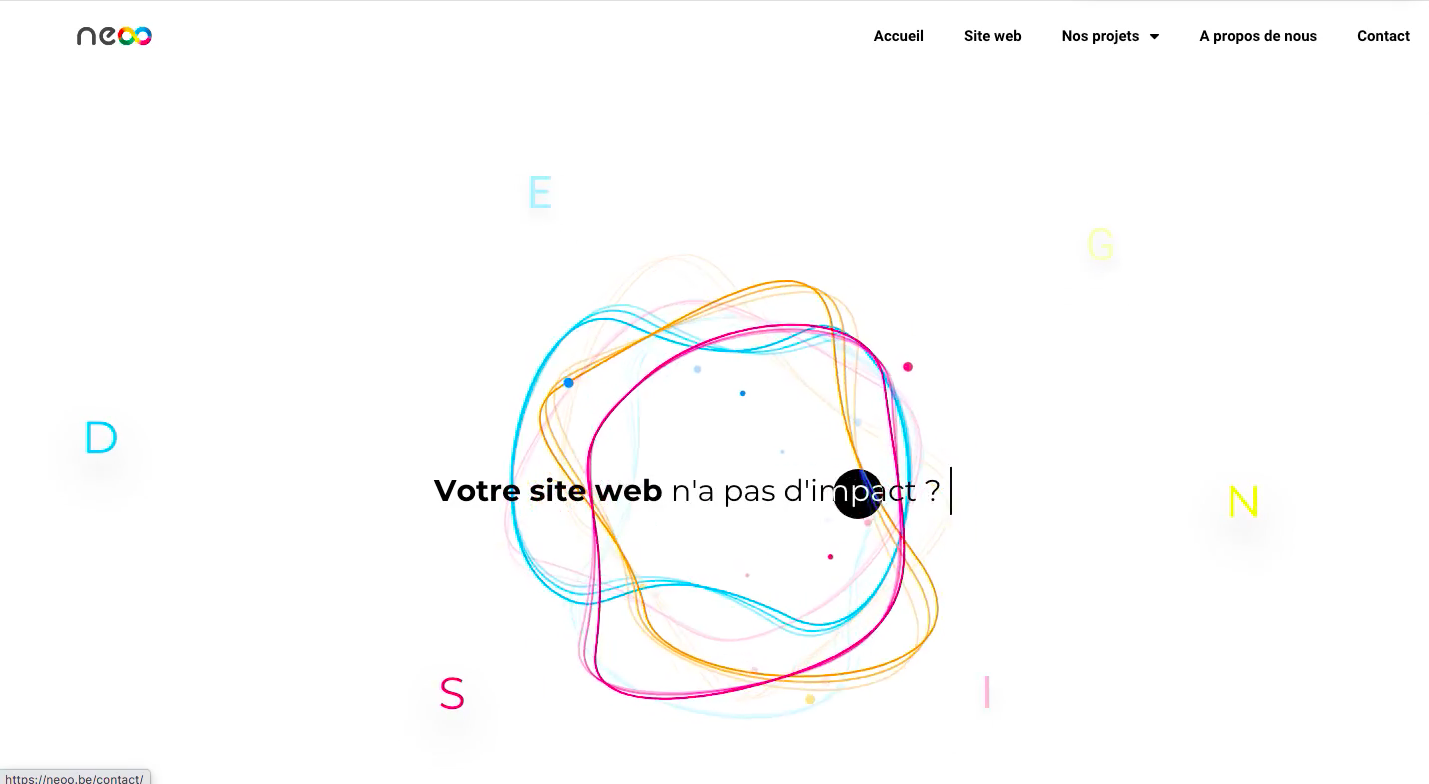 neoo
Accueil Site web Nos projets A propos de nous Contact
E
G
D
Votre site web n'a pas d'impact ?
N
S
I
https://neoo.be/contact/